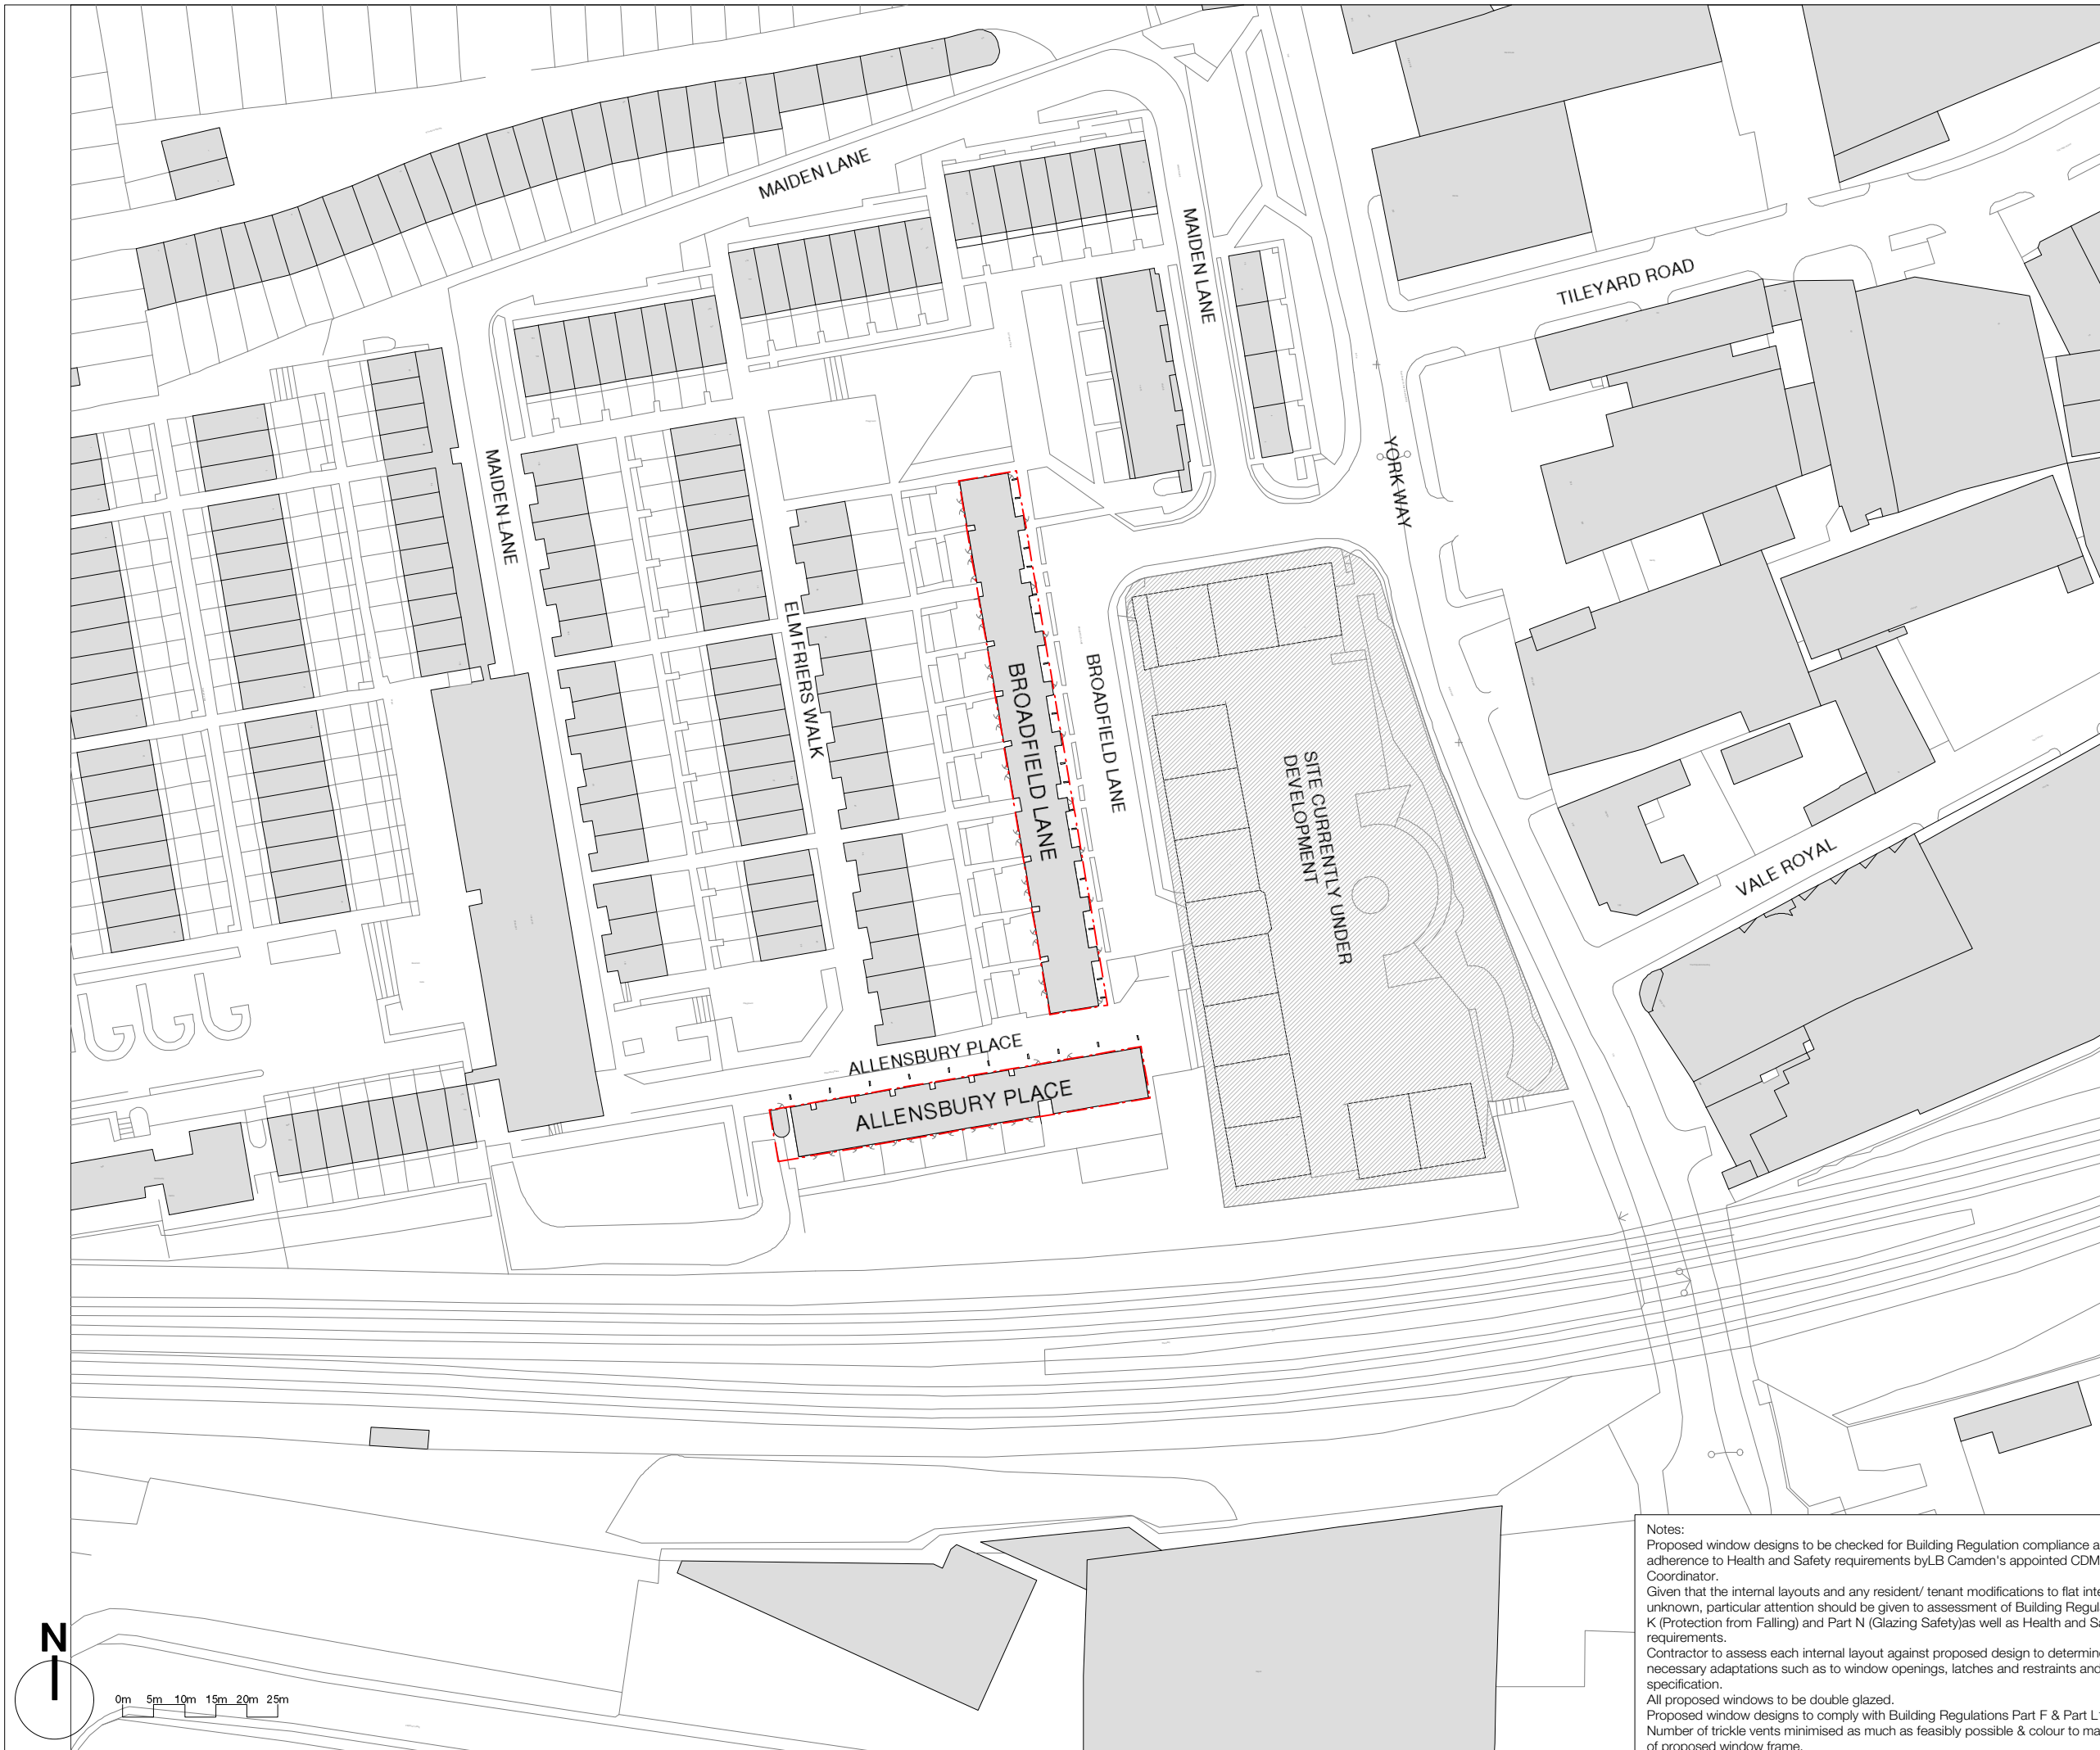 MAIDEN LANE
MAIDEN LANE
TILEYARD ROAD
MAIDEN LANE
YORK WAY
ELM FRIERS WALK
BROADFIELD LANE
BROADFIELD LANE
SITE CURRENTLY UNDER
DEVELOPMENT
VALE ROYAL
ALLENSBURY PLACE
ALLENSBURY PLACE
Notes:
Proposed window designs to be checked for Building Regulation compliance
adherence to Health and Safety requirements byLB Camden's appointed CDM
Coordinator.
Given that the internal layouts and any resident/ tenant modifications to flat
unknown, particular attention should be given to assessment of Building
K (Protection from Falling) and Part N (Glazing Safety)as well as Health and
requirements.
Contractor to assess each internal layout against proposed design to
necessary adaptations such as to window openings, latches and restraints and
specification.
All proposed windows to be double glazed.
Proposed window designs to comply with Building Regulations Part F & Part
Number of trickle vents minimised as much as feasibly possible & colour to
of proposed window frame.
N
0m 5m 10m 15m 20m 25m